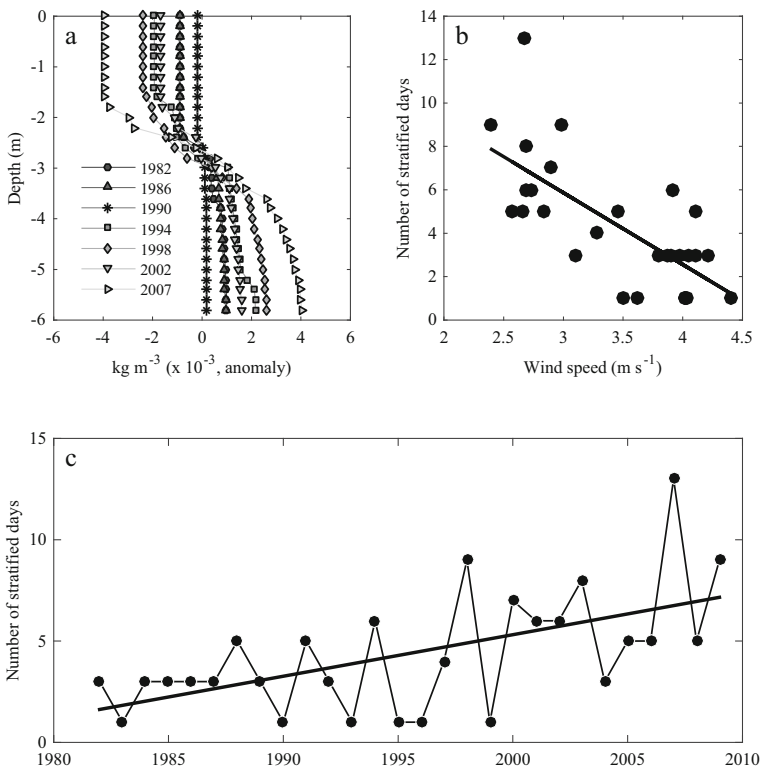 a
0
-1
-2
-3
-4
-5
-6
Depth (m)
1982
1986
1990
1994
1998
2002
2007
-6 -4 -2 0 2 4 6
kg m⁻³ (x 10⁻³, anomaly)
b
14
12
10
8
6
4
2
0
Number of stratified days
2 2.5 3 3.5 4 4.5
Wind speed (m s⁻¹)
c
15
10
5
0
Number of stratified days
1980 1985 1990 1995 2000 2005 2010